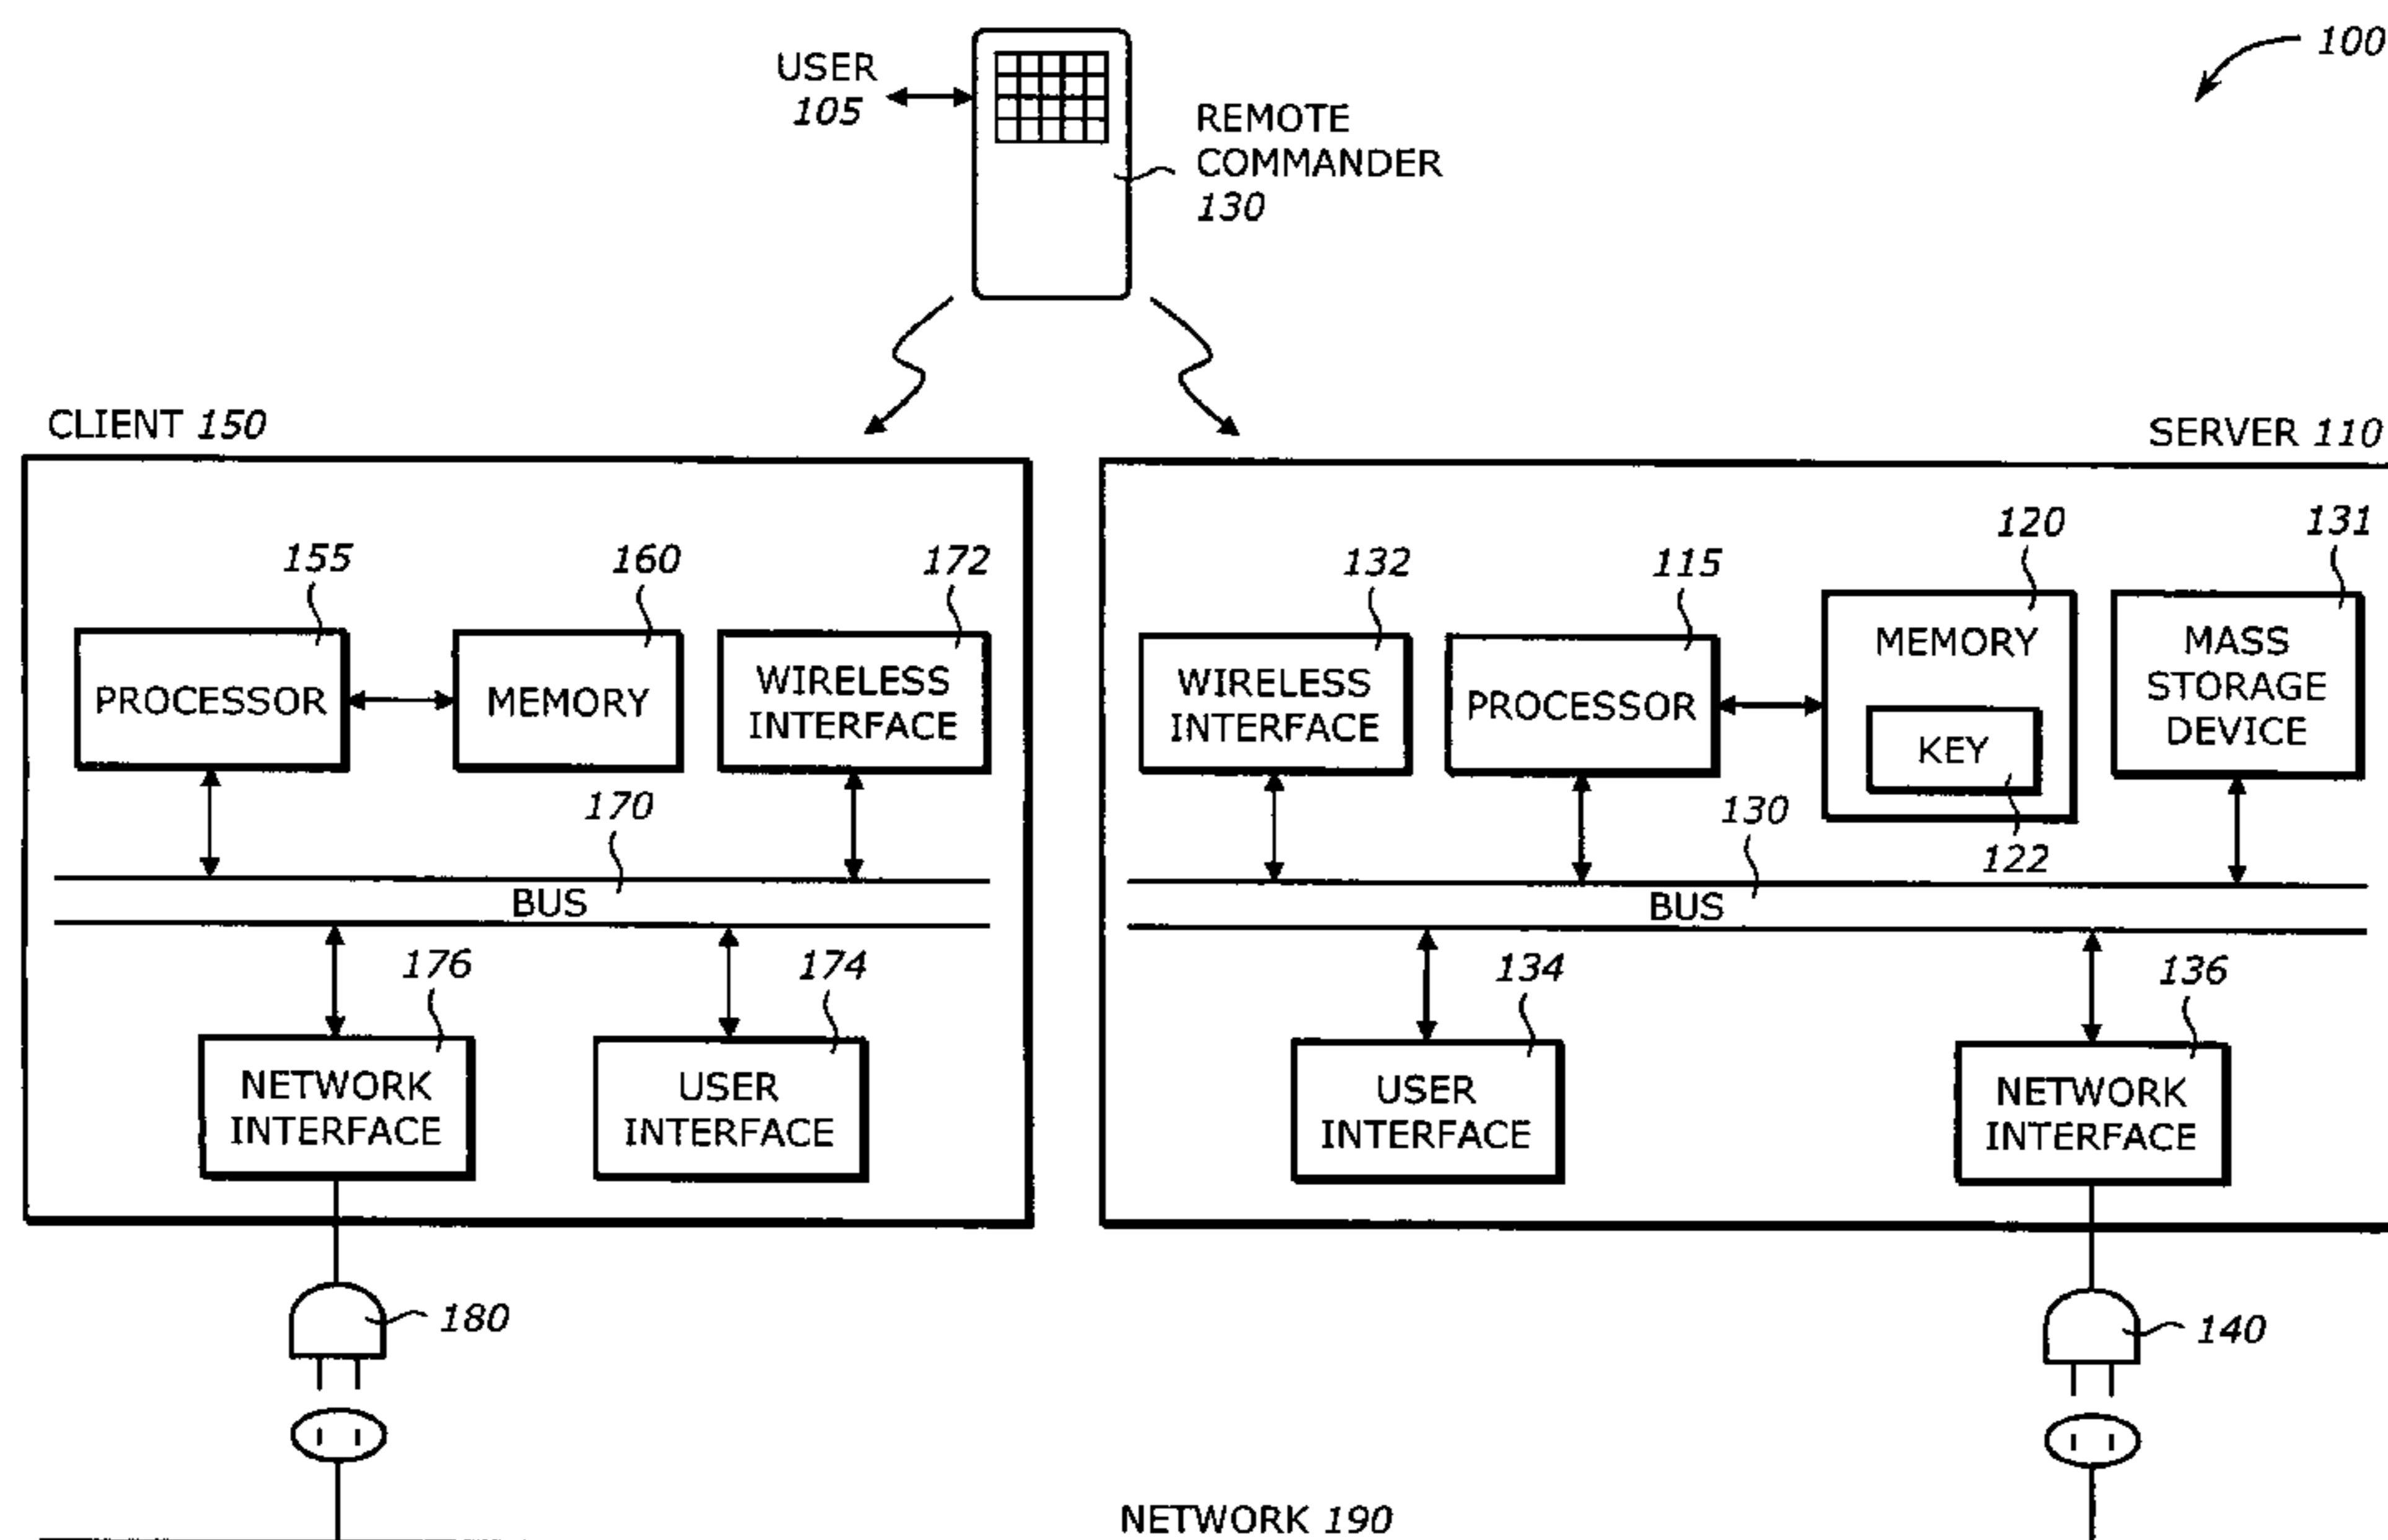 100
USER
105
REMOTE
COMMANDER
130
CLIENT 150
SERVER 110
155
160
172
PROCESSOR
MEMORY
WIRELESS
INTERFACE
170
BUS
176
174
NETWORK
INTERFACE
USER
INTERFACE
180
132
115
120
131
WIRELESS
INTERFACE
PROCESSOR
MEMORY
KEY
122
MASS
STORAGE
DEVICE
130
BUS
134
136
USER
INTERFACE
NETWORK
INTERFACE
140
NETWORK 190